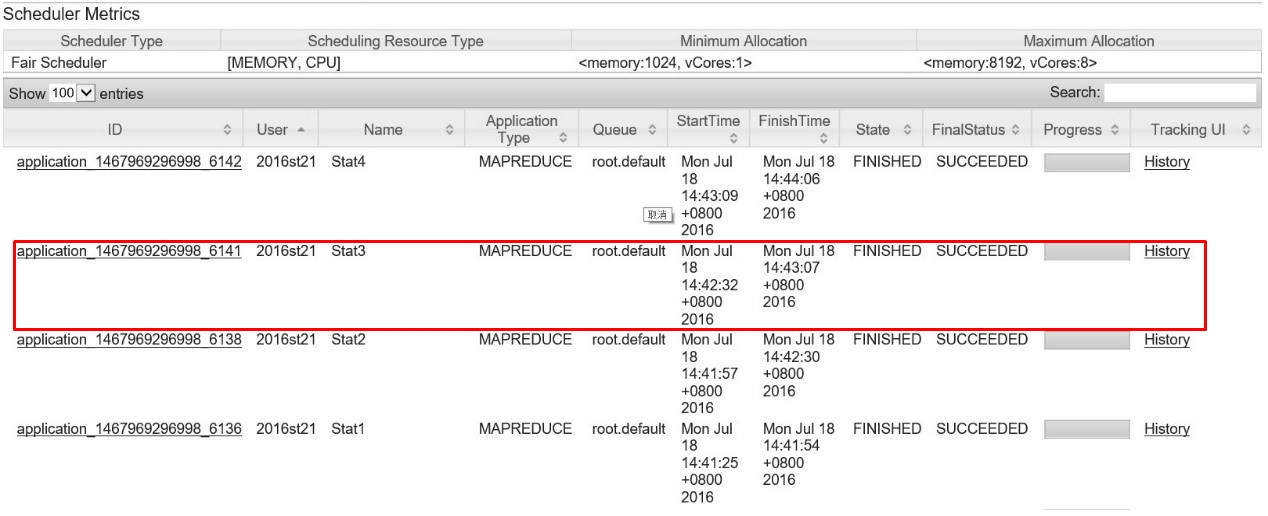 Scheduler Metrics
Scheduler Type Scheduling Resource Type Minimum Allocation Maximum Allocation
Fair Scheduler [MEMORY, CPU] <memory:1024, vCores:1> <memory:8192, vCores:8>
Show 100 entries Search:
ID User Name Application Type Queue StartTime FinishTime State FinalStatus Progress Tracking UI
application_1467969296998_6142 2016st21 Stat4 MAPREDUCE root.default Mon Jul Mon Jul 18 FINISHED SUCCEEDED History
18 14:44:06
14:43:09 +0800
取消 +0800 2016
2016
application_1467969296998_6141 2016st21 Stat3 MAPREDUCE root.default Mon Jul Mon Jul 18 FINISHED SUCCEEDED History
18 14:43:07
14:42:32 +0800
+0800 2016
2016
application_1467969296998_6138 2016st21 Stat2 MAPREDUCE root.default Mon Jul Mon Jul 18 FINISHED SUCCEEDED History
18 14:42:30
14:41:57 +0800
+0800 2016
2016
application_1467969296998_6136 2016st21 Stat1 MAPREDUCE root.default Mon Jul Mon Jul 18 FINISHED SUCCEEDED History
18 14:41:54
14:41:25 +0800
+0800 2016
2016